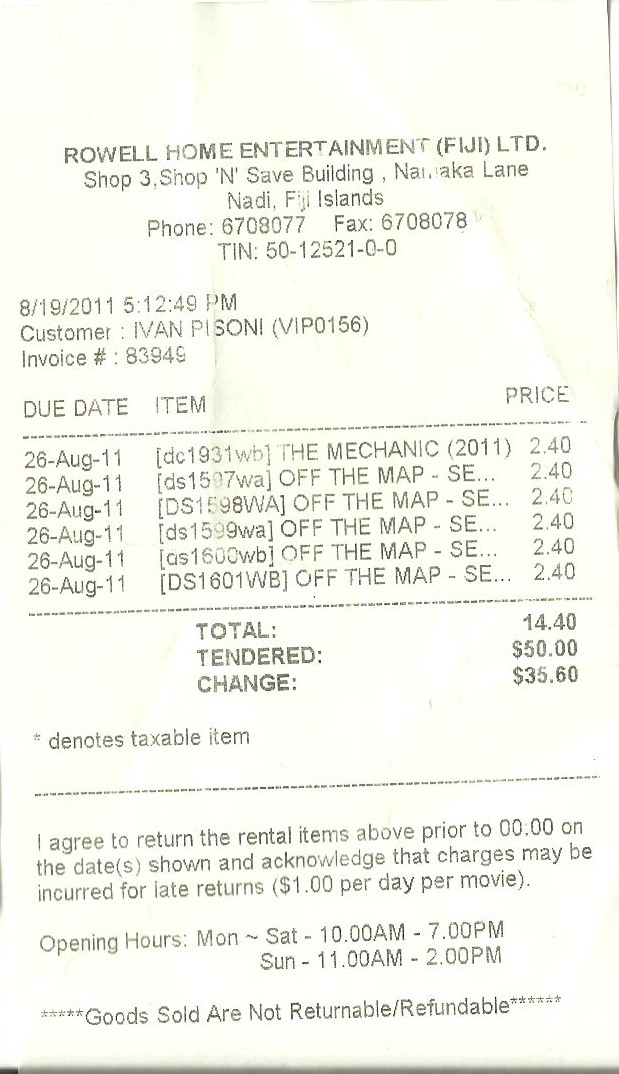 ROWELL HOME ENTERTAINMENT (FIJI) LTD.
Shop 3,Shop 'N' Save Building , Lane
Nadi, Fiji Islands
Phone: 6708077 Fax: 6708078
TIN: 50-12521-0-0
8/19/2011 5:12:49 PM
Customer : IVAN PISONI (VIP0156)
Invoice # : 83949
DUE DATE ITEM PRICE
26-Aug-11 [dc1931wb] THE MECHANIC (2011) 2.40
26-Aug-11 [ds1597wa] OFF THE MAP - SE... 2.40
26-Aug-11 [DS1598WA] OFF THE MAP - SE... 2.40
26-Aug-11 [ds1599wa] OFF THE MAP - SE... 2.40
26-Aug-11 [ds1600wb] OFF THE MAP - SE... 2.40
26-Aug-11 [DS1601WB] OFF THE MAP - SE... 2.40
TOTAL: 14.40
TENDERED: $50.00
CHANGE: $35.60
* denotes taxable item
I agree to return the rental items above prior to 00:00 on
the date(s) shown and acknowledge that charges may be
incurred for late returns ($1.00 per day per movie).
Opening Hours: Mon ~ Sat - 10.00AM - 7.00PM
Sun - 11.00AM - 2.00PM
*****Goods Sold Are Not Returnable/Refundable******